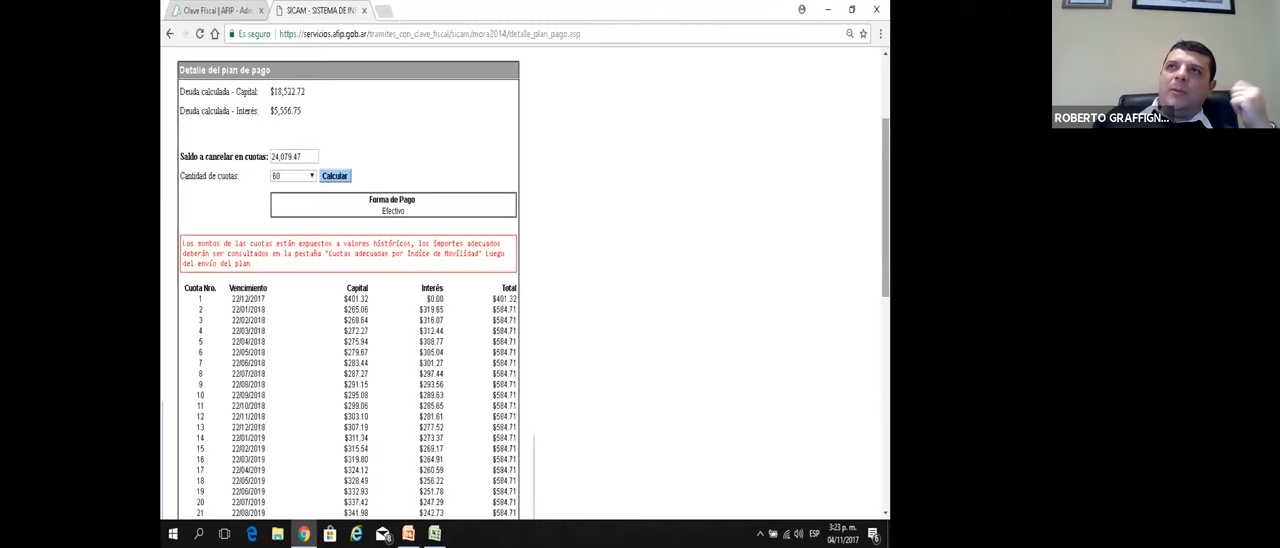 Clave Fiscal | AFIP - Adm
SICAM - SISTEMA DE IN
Es seguro https://servicios.afip.gob.ar/tramites_con_clave_fiscal/sicam/mora2014/detalle_plan_pago.asp
Detalle del plan de pago
Deuda calculada - Capital: $18,522.72
Deuda calculada - Interés: $5,556.75
Saldo a cancelar en cuotas: 24,079.47
Cantidad de cuotas: 60 Calcular
Forma de Pago
Efectivo
Los montos de las cuotas están expuestos a valores históricos, los importes adecuados
deberán ser consultados en la pestaña "Cuotas adecuadas por Indice de Movilidad" luego
del envío del plan
Cuota Nro. Vencimiento Capital Interés Total
1 22/12/2017 $401.32 $0.00 $401.32
2 22/01/2018 $265.06 $319.65 $584.71
3 22/02/2018 $268.64 $316.07 $584.71
4 22/03/2018 $272.27 $312.44 $584.71
5 22/04/2018 $275.94 $308.77 $584.71
6 22/05/2018 $279.67 $305.04 $584.71
7 22/06/2018 $283.44 $301.27 $584.71
8 22/07/2018 $287.27 $297.44 $584.71
9 22/08/2018 $291.15 $293.56 $584.71
10 22/09/2018 $295.08 $289.63 $584.71
11 22/10/2018 $299.06 $285.65 $584.71
12 22/11/2018 $303.10 $281.61 $584.71
13 22/12/2018 $307.19 $277.52 $584.71
14 22/01/2019 $311.34 $273.37 $584.71
15 22/02/2019 $315.54 $269.17 $584.71
16 22/03/2019 $319.80 $264.91 $584.71
17 22/04/2019 $324.12 $260.59 $584.71
18 22/05/2019 $328.49 $256.22 $584.71
19 22/06/2019 $332.93 $251.78 $584.71
20 22/07/2019 $337.42 $247.29 $584.71
21 22/08/2019 $341.98 $242.73 $584.71
ESP
3:23 p. m.
04/11/2017
ROBERTO GRAFFIGN...